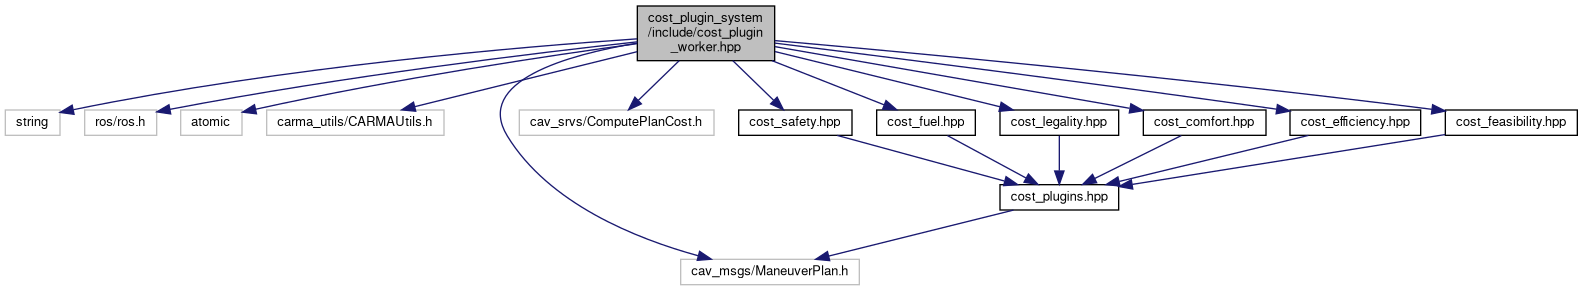 cost_plugin_system
/include/cost_plugin
_worker.hpp
string
ros/ros.h
atomic
carma_utils/CARMAUtils.h
cav_srvs/ComputePlanCost.h
cost_safety.hpp
cost_fuel.hpp
cost_legality.hpp
cost_comfort.hpp
cost_efficiency.hpp
cost_feasibility.hpp
cost_plugins.hpp
cav_msgs/ManeuverPlan.h